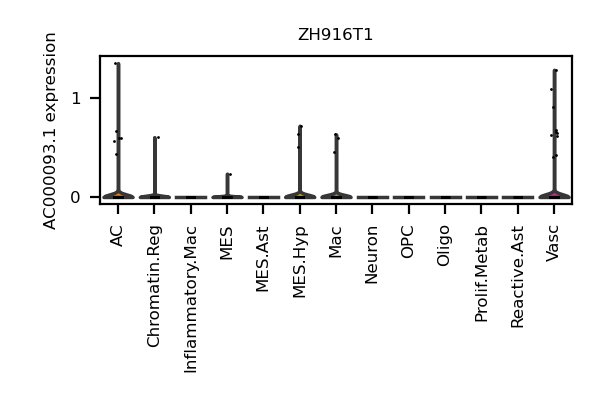 ZH916T1
AC000093.1 expression
1
0
AC
Chromatin.Reg
Inflammatory.Mac
MES
MES.Ast
MES.Hyp
Mac
Neuron
OPC
Oligo
Prolif.Metab
Reactive.Ast
Vasc